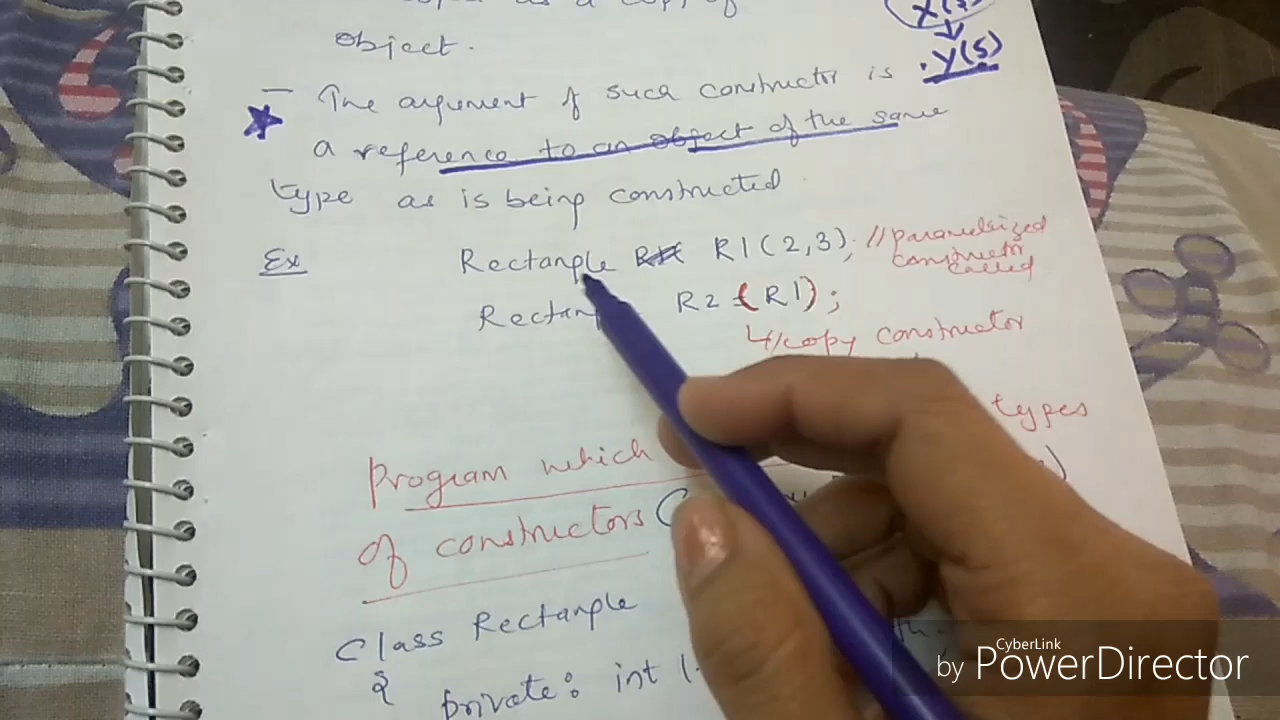 object.
X(
.Y(5)
- The argument of such constructor is
a reference to an object of the same
type as is being constructed
Ex Rectangle R1(2,3); // parametrized constructor called
Rectan R2 (R1);
copy constructor
Program which types
of constructors (
Class Rectangle
{
private: int l
CyberLink
by PowerDirector